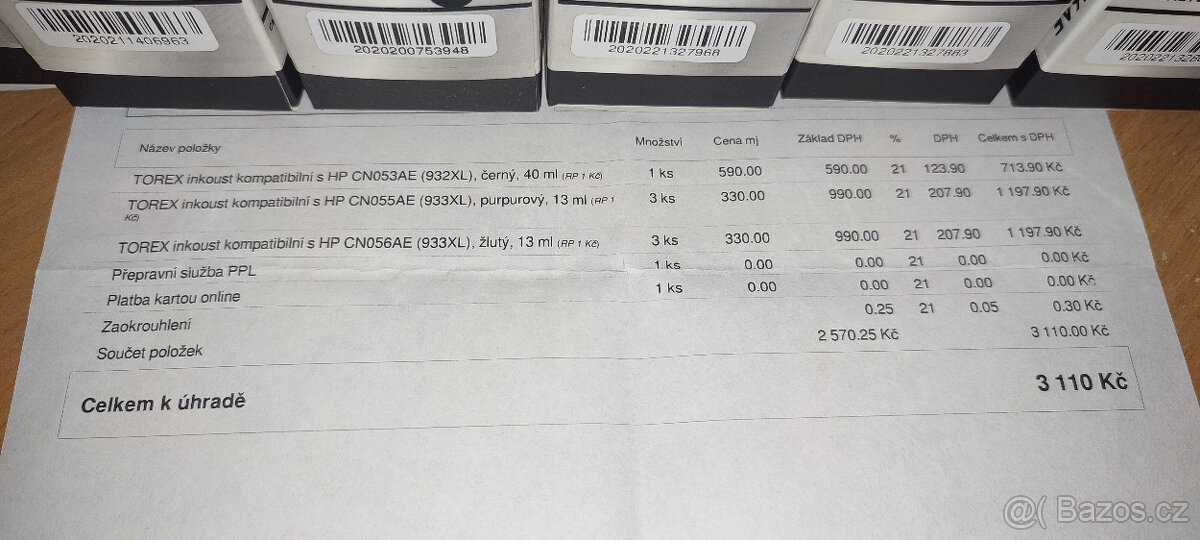 2020211406963
2020200753948
2020221327968
2020221327883
Název položky Množství Cena mj Základ DPH % DPH Celkem s DPH
TOREX inkoust kompatibilní s HP CN053AE (932XL), černý, 40 ml (RP 1 Kč) 1 ks 590.00 590.00 21 123.90 713.90 Kč
TOREX inkoust kompatibilní s HP CN055AE (933XL), purpurový, 13 ml (RP 1 3 ks 330.00 990.00 21 207.90 1 197.90 Kč
Kč)
TOREX inkoust kompatibilní s HP CN056AE (933XL), žlutý, 13 ml (RP 1 Kč) 3 ks 330.00 990.00 21 207.90 1 197.90 Kč
Přepravní služba PPL 1 ks 0.00 0.00 21 0.00 0.00 Kč
Platba kartou online 1 ks 0.00 0.00 21 0.00 0.00 Kč
Zaokrouhlení 0.25 21 0.05 0.30 Kč
Součet položek 2 570.25 Kč 3 110.00 Kč
Celkem k úhradě 3 110 Kč
@( Bazos.cz